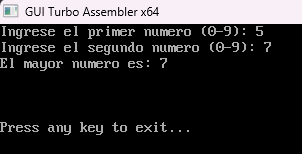 GUI Turbo Assembler x64
Ingrese el primer numero (0-9): 5
Ingrese el segundo numero (0-9): 7
El mayor numero es: 7
Press any key to exit...